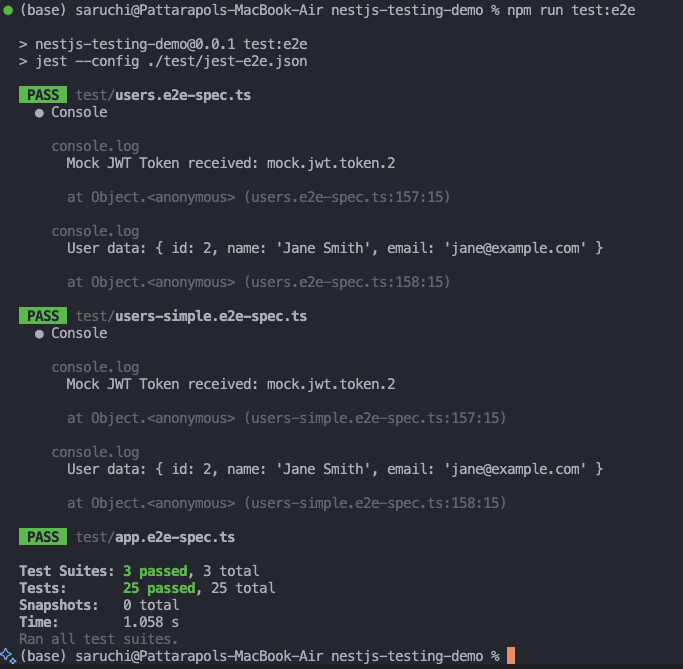 (base) saruchi@Pattarapols-MacBook-Air nestjs-testing-demo % npm run test:e2e
> nestjs-testing-demo@0.0.1 test:e2e
> jest --config ./test/jest-e2e.json
PASS test/users.e2e-spec.ts
● Console
console.log
Mock JWT Token received: mock.jwt.token.2
at Object.<anonymous> (users.e2e-spec.ts:157:15)
console.log
User data: { id: 2, name: 'Jane Smith', email: 'jane@example.com' }
at Object.<anonymous> (users.e2e-spec.ts:158:15)
PASS test/users-simple.e2e-spec.ts
● Console
console.log
Mock JWT Token received: mock.jwt.token.2
at Object.<anonymous> (users-simple.e2e-spec.ts:157:15)
console.log
User data: { id: 2, name: 'Jane Smith', email: 'jane@example.com' }
at Object.<anonymous> (users-simple.e2e-spec.ts:158:15)
PASS test/app.e2e-spec.ts
Test Suites: 3 passed, 3 total
Tests: 25 passed, 25 total
Snapshots: 0 total
Time: 1.058 s
Ran all test suites.
(base) saruchi@Pattarapols-MacBook-Air nestjs-testing-demo %